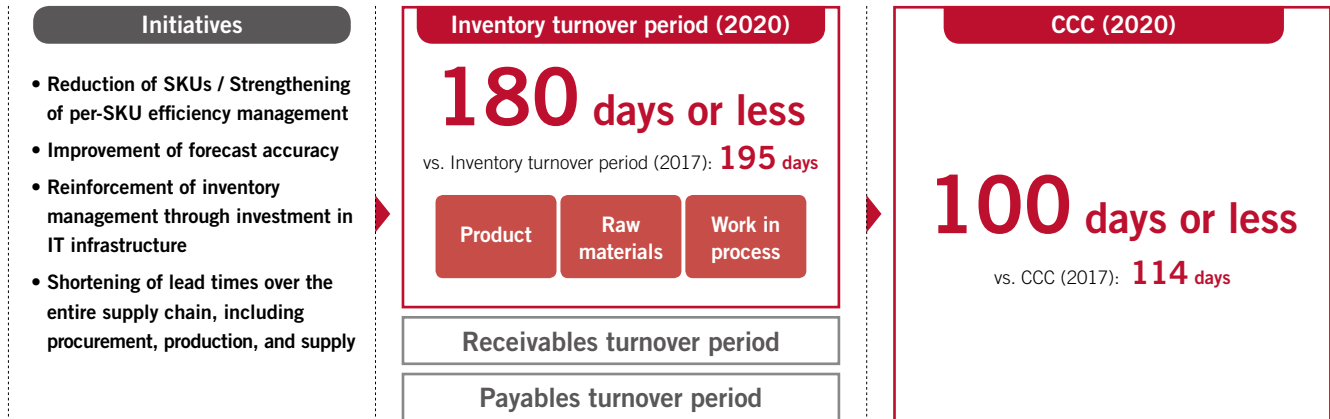 Initiatives
• Reduction of SKUs / Strengthening
of per-SKU efficiency management
• Improvement of forecast accuracy
• Reinforcement of inventory
management through investment in
IT infrastructure
• Shortening of lead times over the
entire supply chain, including
procurement, production, and supply
Inventory turnover period (2020)
180 days or less
vs. Inventory turnover period (2017): 195 days
Product
Raw
materials
Work in
process
Receivables turnover period
Payables turnover period
CCC (2020)
100 days or less
vs. CCC (2017): 114 days